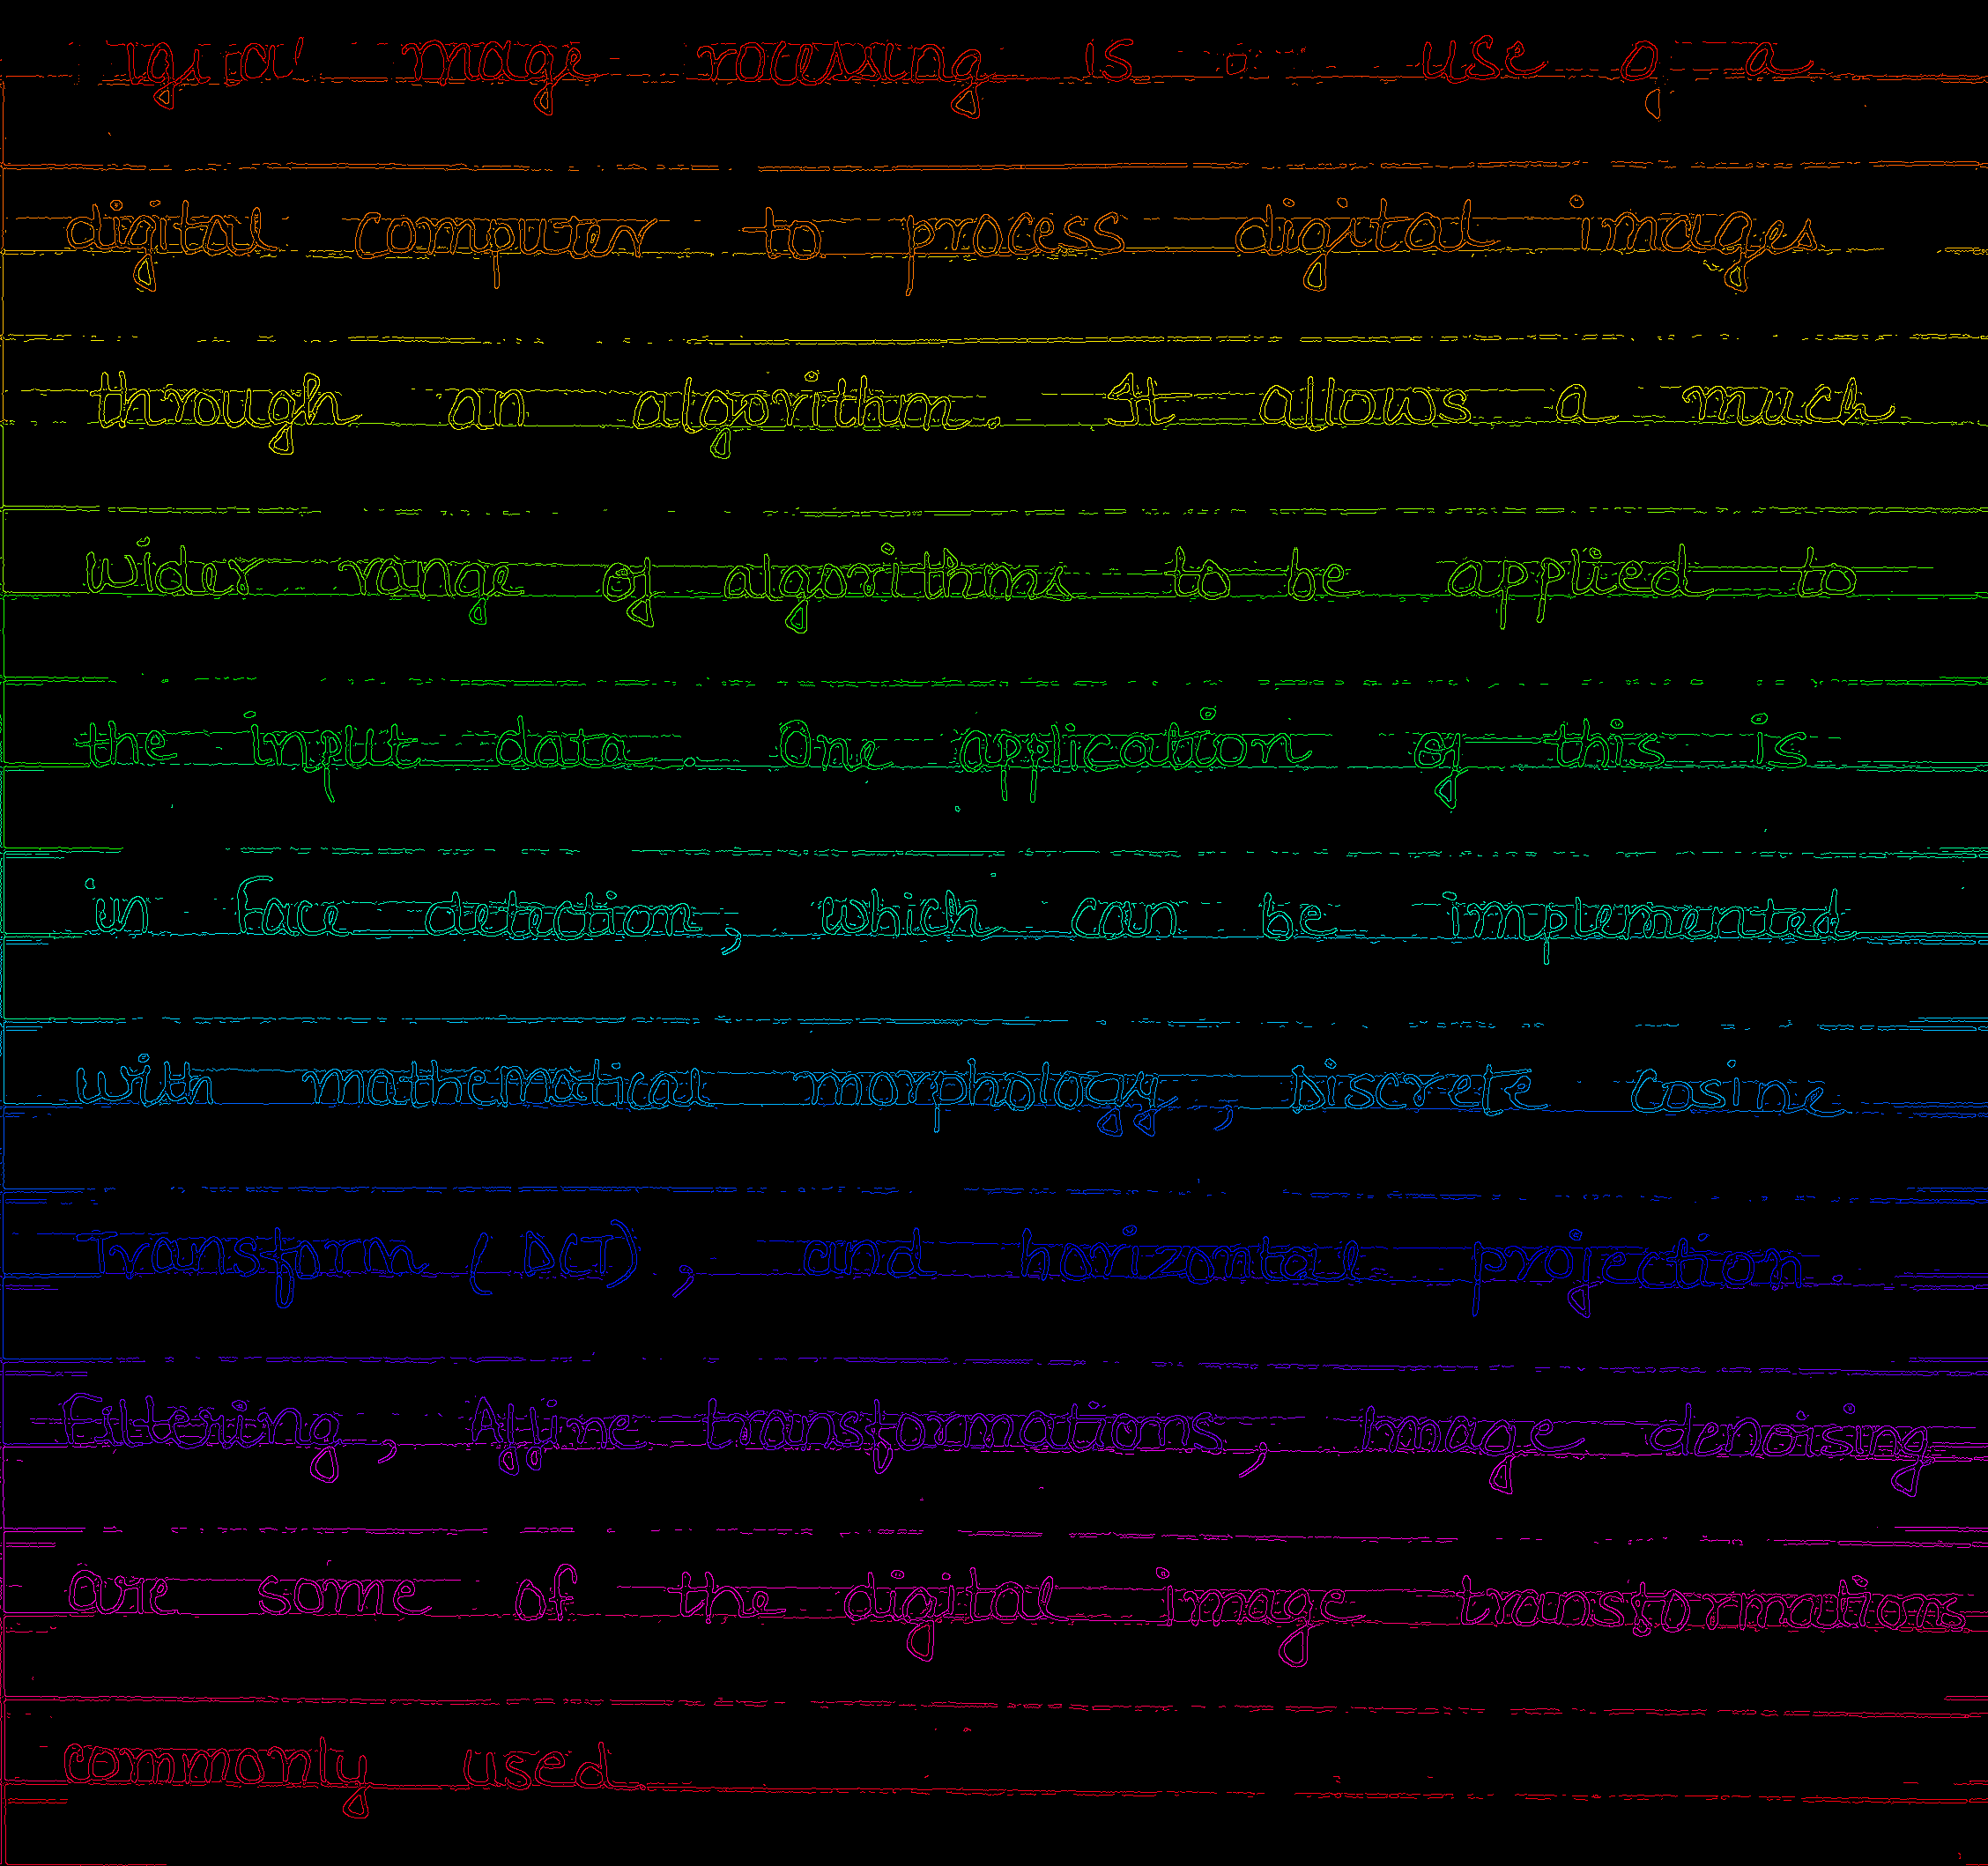 igital mage rocessing is use of a
digital computer to process digital images
through an algorithm. It allows a much
wider range of algorithms to be applied to
the input data. One application of this is
in Face detection, which can be implemented
with mathematical morphology, Discrete Cosine
Transform (DCT), and horizontal projection.
Filtering, Affine transformations, Image denoising
are some of the digital image transformations
commonly used.